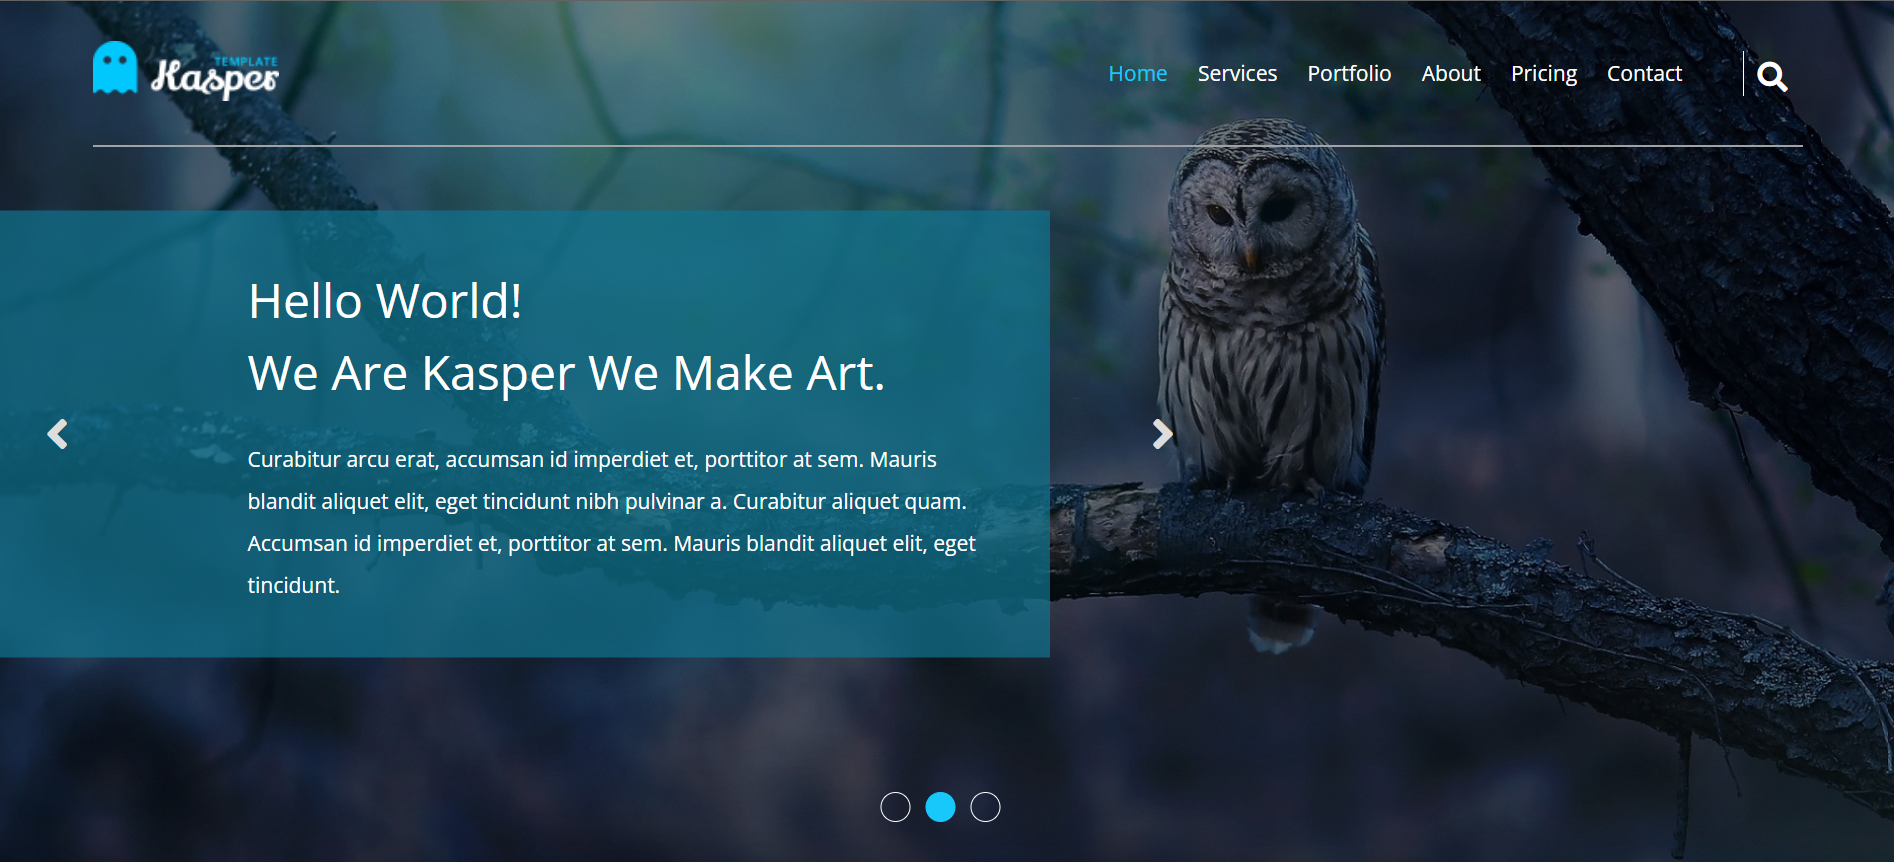 TEMPLATE
Kasper
Home Services Portfolio About Pricing Contact
Hello World!
We Are Kasper We Make Art.
Curabitur arcu erat, accumsan id imperdiet et, porttitor at sem. Mauris
blandit aliquet elit, eget tincidunt nibh pulvinar a. Curabitur aliquet quam.
Accumsan id imperdiet et, porttitor at sem. Mauris blandit aliquet elit, eget
tincidunt.